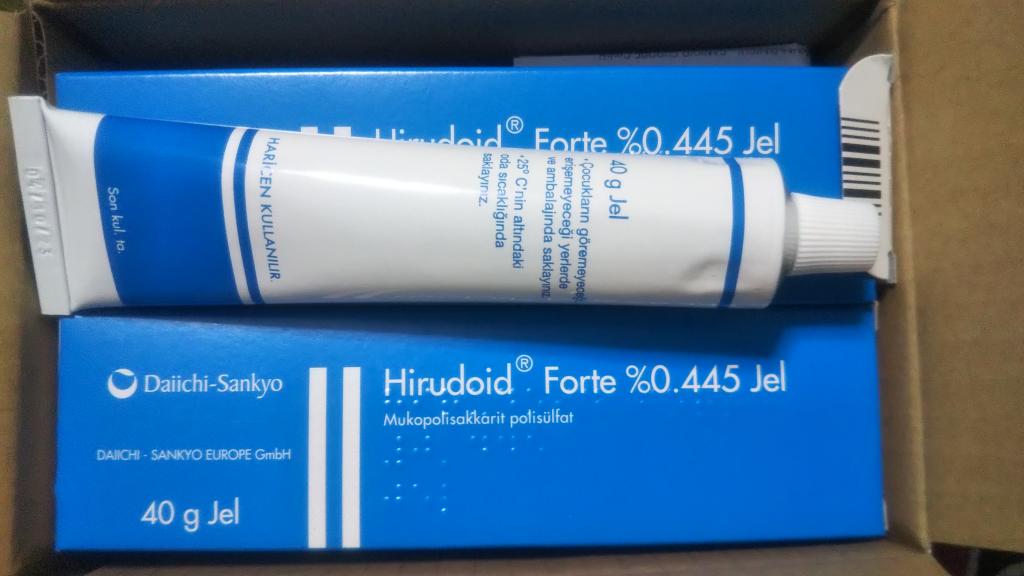 Hirudoid® Forte %0.445 Jel
Son kul. ta.
HARİCEN KULLANILIR.
40 g Jel
•Çocukların göremeyeceği,
erişemeyeceği yerlerde
ve ambalajında saklayınız.
•25° C'nin altındaki
oda sıcaklığında
saklayınız.
Daiichi-Sankyo
DAIICHI - SANKYO EUROPE GmbH
40 g Jel
Hirudoid® Forte %0.445 Jel
Mukopolisakkarit polisülfat